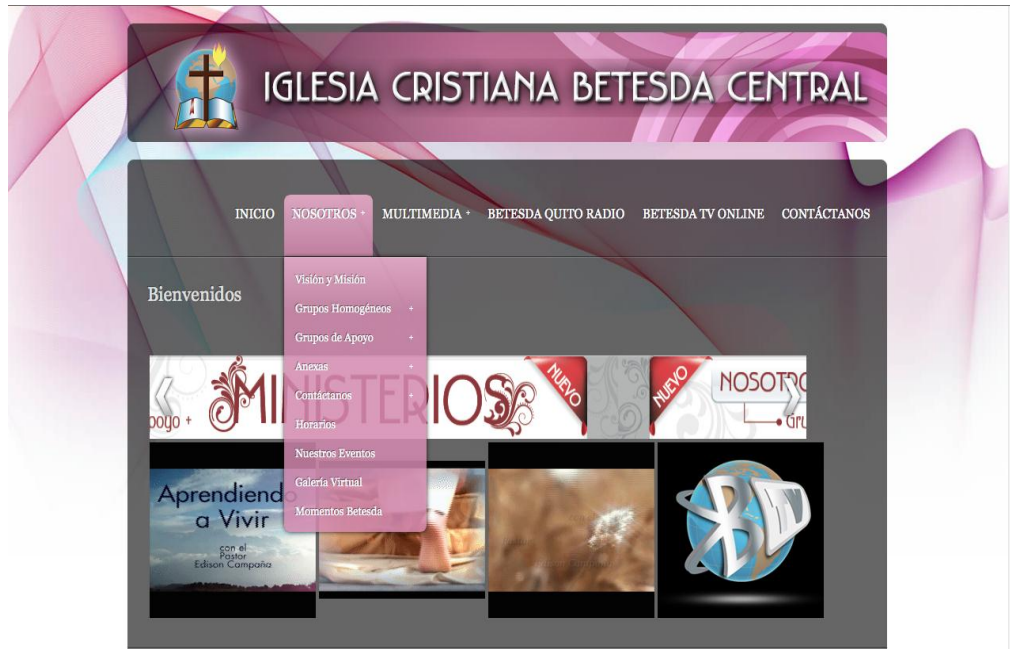 IGLESIA CRISTIANA BETESDA CENTRAL
INICIO NOSOTROS + MULTIMEDIA + BETESDA QUITO RADIO BETESDA TV ONLINE CONTÁCTANOS
Bienvenidos
Visión y Misión
Grupos Homogéneos +
Grupos de Apoyo +
Anexas +
Contáctanos +
Horarios
Nuestros Eventos
Galería Virtual
Momentos Betesda
MINISTERIOS
NUEVO
NUEVO
Aprendiendo
a Vivir
con el
Pastor
Edison Campaña